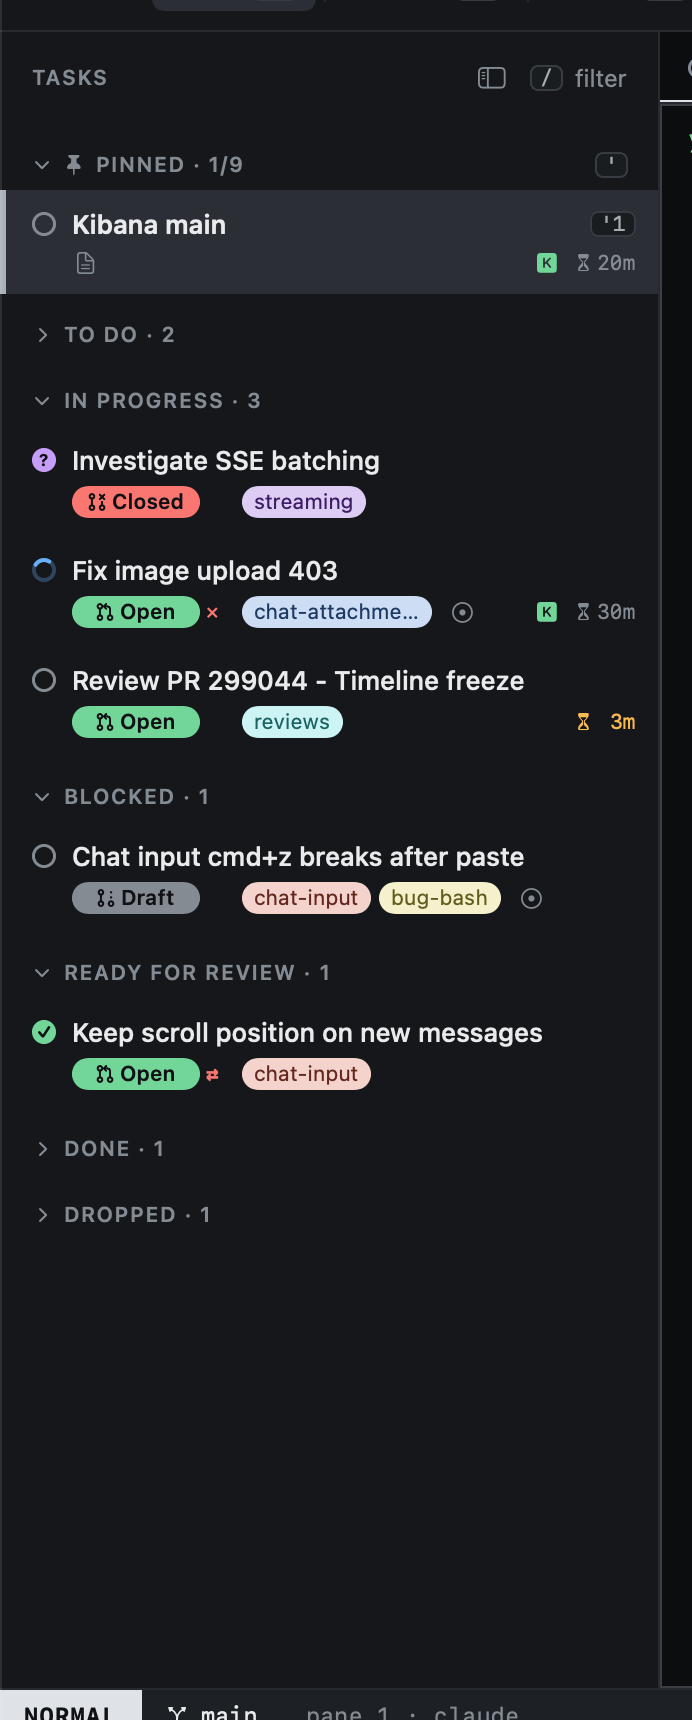 TASKS / filter
PINNED · 1/9 '
Kibana main '1
K 20m
TO DO · 2
IN PROGRESS · 3
? Investigate SSE batching
Closed streaming
Fix image upload 403
Open × chat-attachme... K 30m
Review PR 299044 - Timeline freeze
Open reviews 3m
BLOCKED · 1
Chat input cmd+z breaks after paste
Draft chat-input bug-bash
READY FOR REVIEW · 1
Keep scroll position on new messages
Open chat-input
DONE · 1
DROPPED · 1
NORMAL main pane 1 · claude